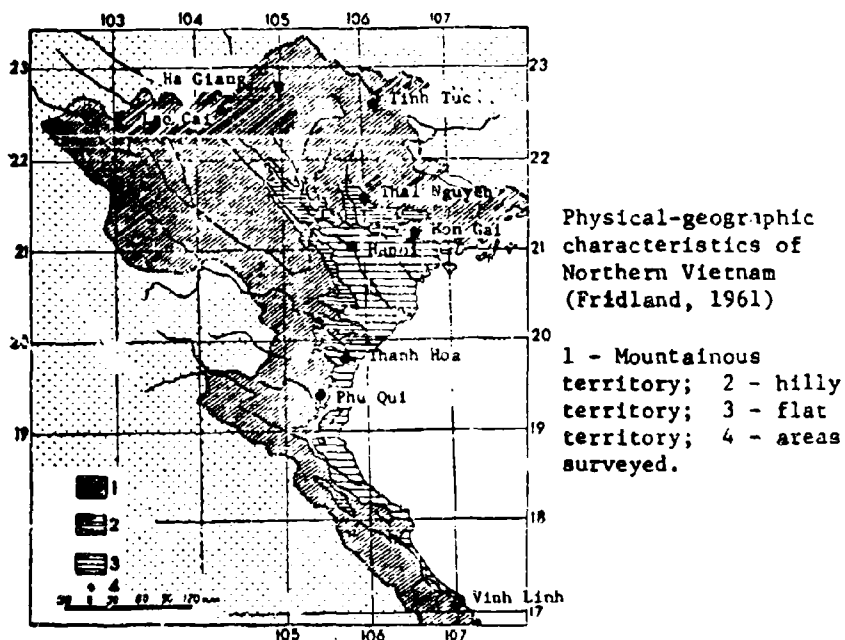 103 104 105 106 107
23 23
Ha Giang
Tinh Tuc
Lao Cai
22 22
Thai Nguyen
Kon Gai
21 21
Hanoi
20 20
Thanh Hoa
Phu Qui
19 19
1
2
18
3
4
Vinh Linh
17
105 106 107
Physical-geographic
characteristics of
Northern Vietnam
(Fridland, 1961)
1 - Mountainous
territory; 2 - hilly
territory; 3 - flat
territory; 4 - areas
surveyed.